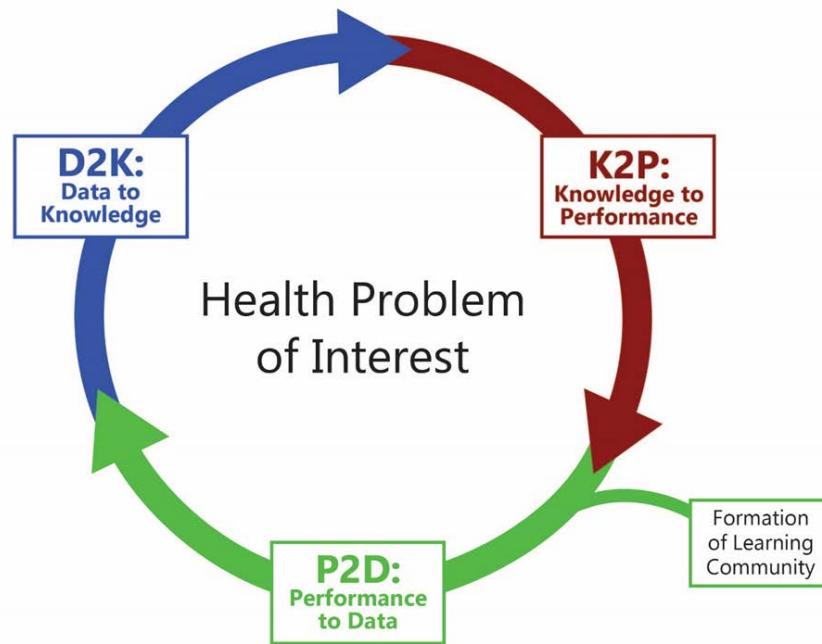 D2K:
Data to
Knowledge
K2P:
Knowledge to
Performance
Health Problem
of Interest
Formation
of Learning
Community
P2D:
Performance
to Data